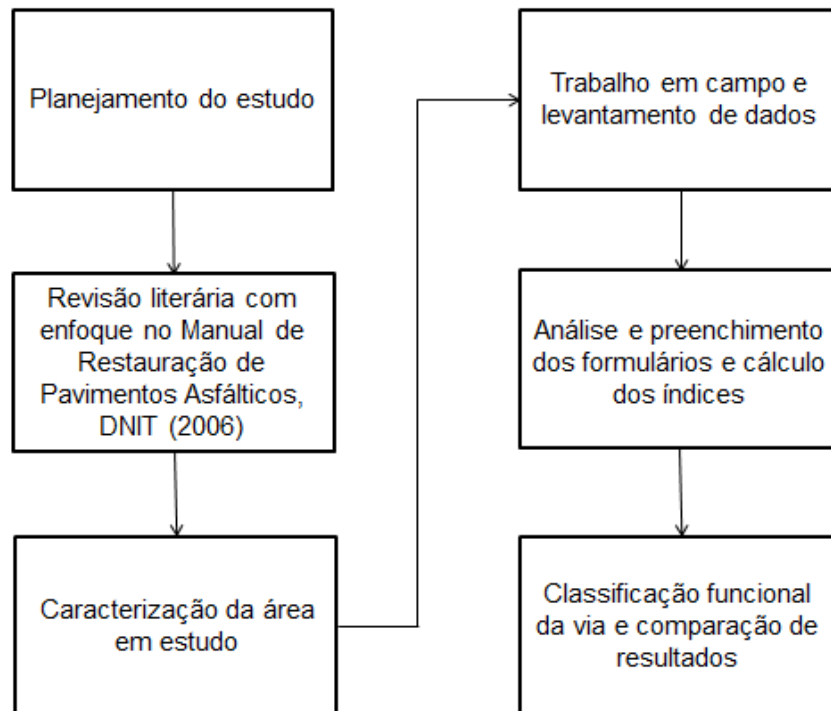 Planejamento do estudo
Revisão literária com
enfoque no Manual de
Restauração de
Pavimentos Asfálticos,
DNIT (2006)
Caracterização da área
em estudo
Trabalho em campo e
levantamento de dados
Análise e preenchimento
dos formulários e cálculo
dos índices
Classificação funcional
da via e comparação de
resultados